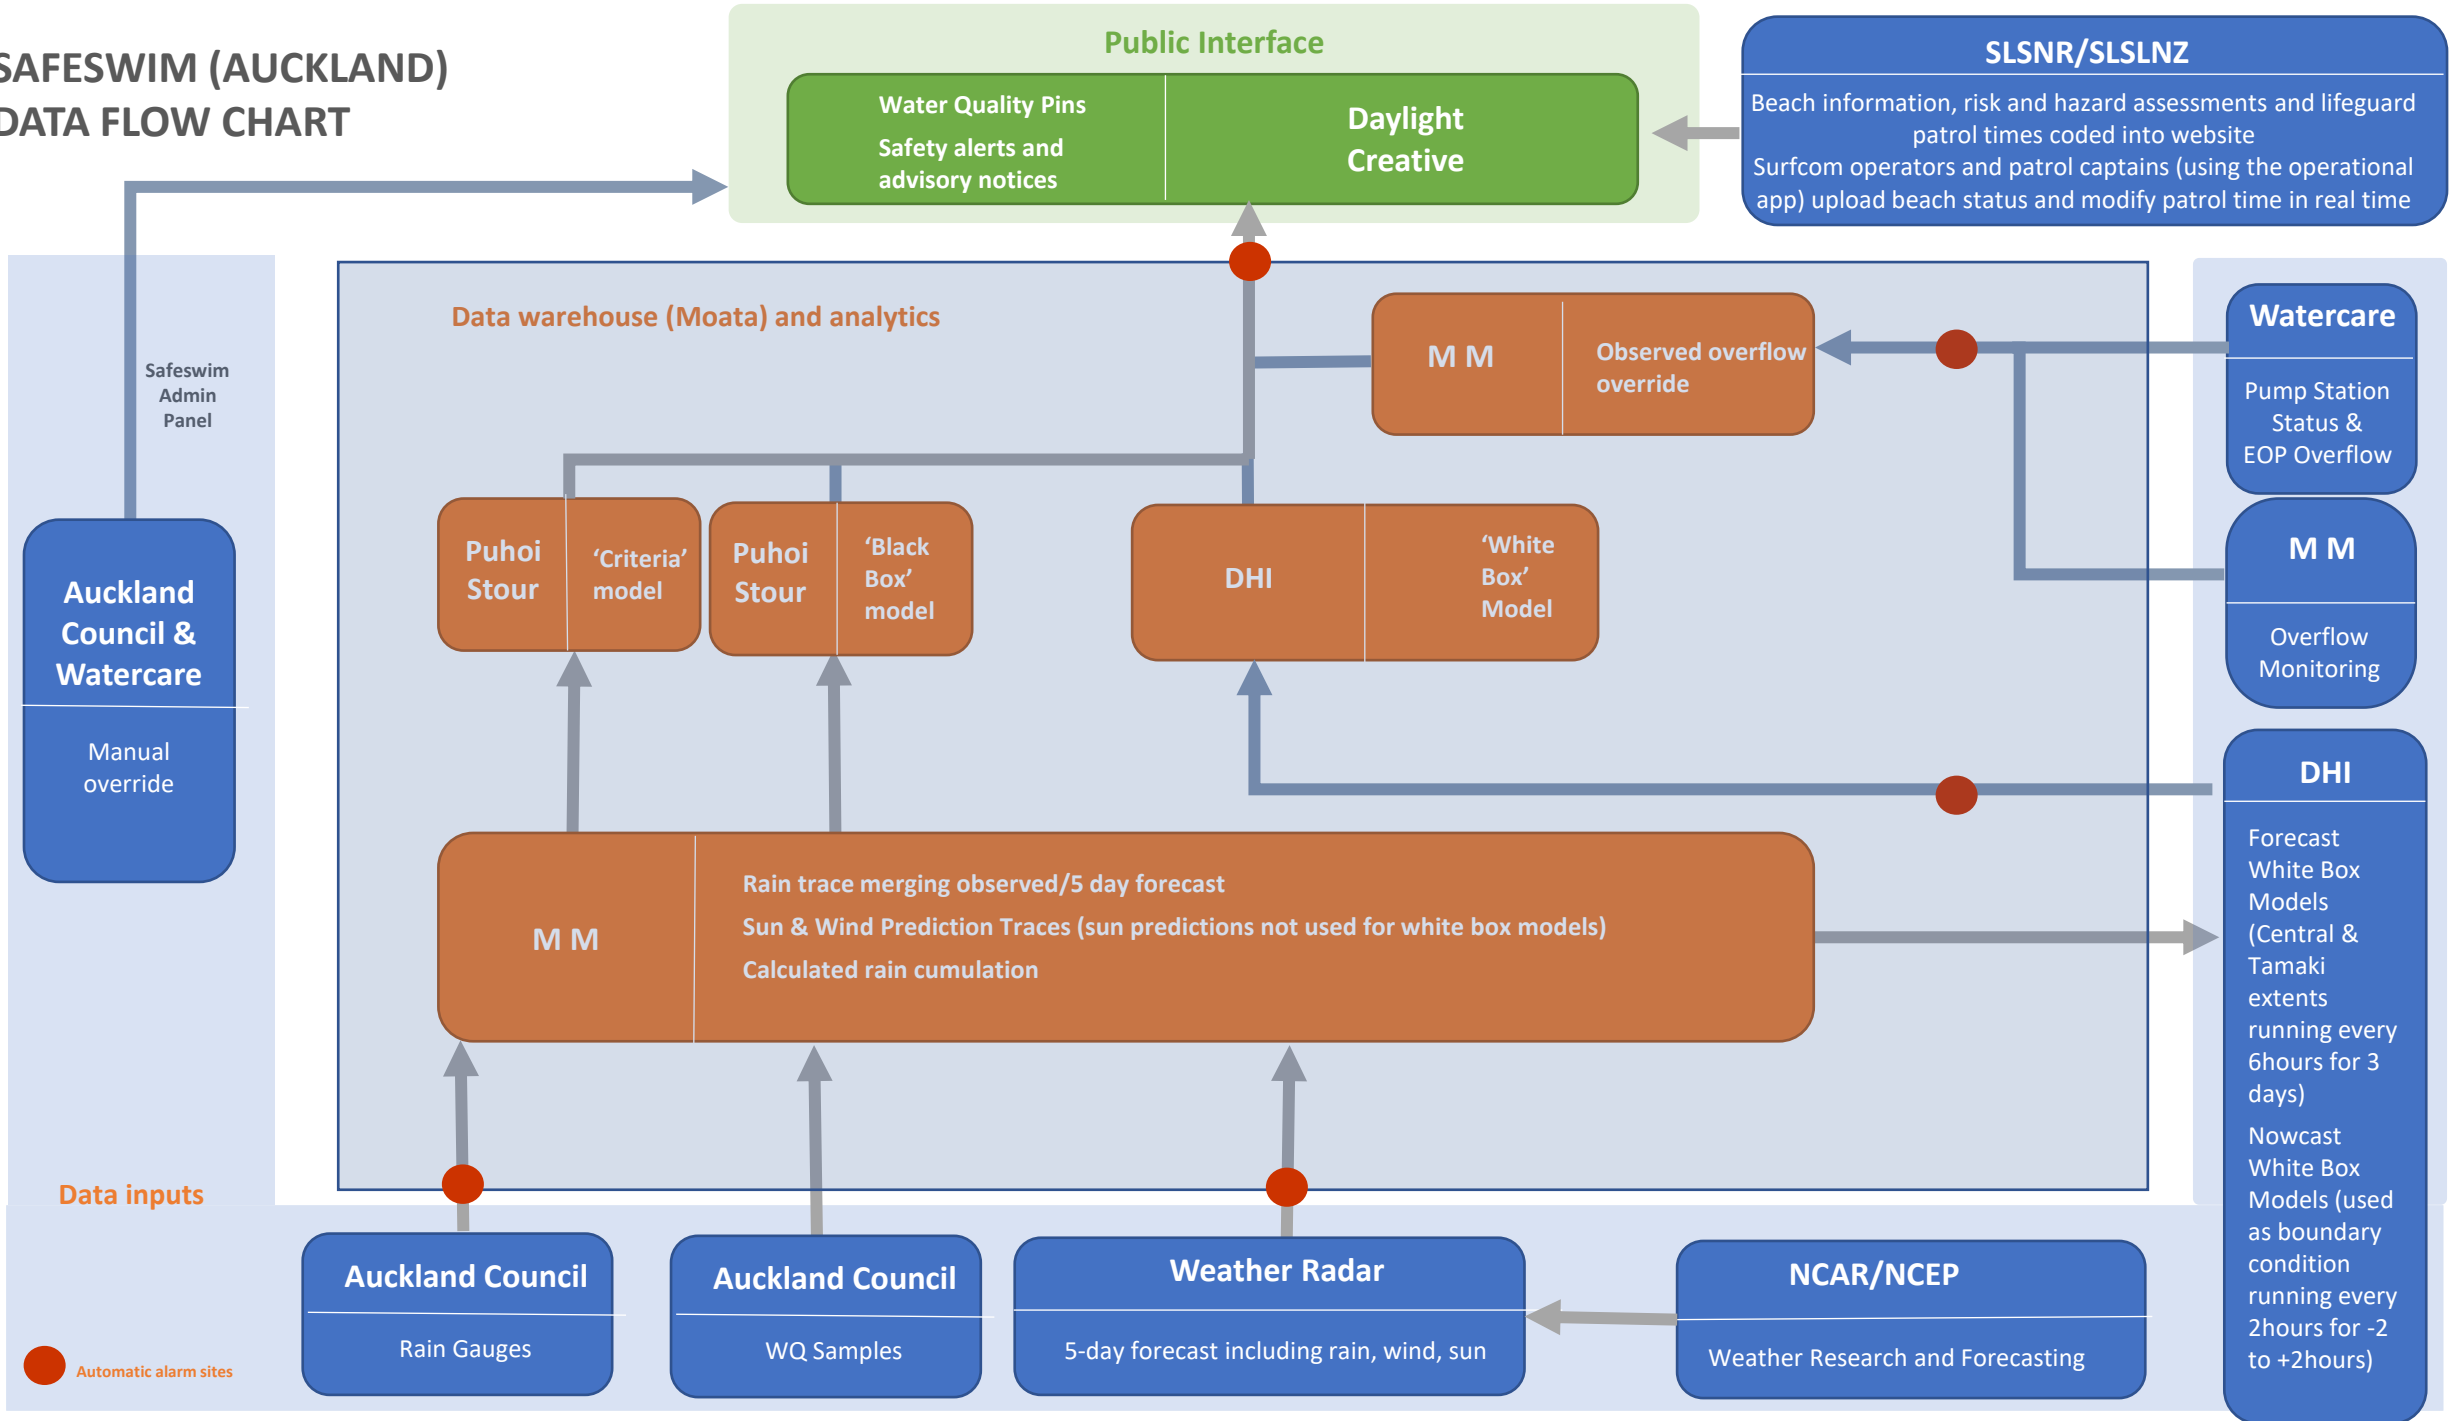 SAFESWIM (AUCKLAND)
DATA FLOW CHART
Public Interface
Water Quality Pins
Safety alerts and
advisory notices
Daylight
Creative
SLSNR/SLSLNZ
Beach information, risk and hazard assessments and lifeguard
patrol times coded into website
Surfcom operators and patrol captains (using the operational
app) upload beach status and modify patrol time in real time
Safeswim
Admin
Panel
Auckland
Council &
Watercare
Manual
override
Data inputs
Data warehouse (Moata) and analytics
M M
Observed overflow
override
Puhoi
Stour
‘Criteria’
model
Puhoi
Stour
‘Black
Box’
model
DHI
‘White
Box’
Model
M M
Rain trace merging observed/5 day forecast
Sun & Wind Prediction Traces (sun predictions not used for white box models)
Calculated rain cumulation
Watercare
Pump Station
Status &
EOP Overflow
M M
Overflow
Monitoring
DHI
Forecast
White Box
Models
(Central &
Tamaki
extents
running every
6hours for 3
days)
Nowcast
White Box
Models (used
as boundary
condition
running every
2hours for -2
to +2hours)
Auckland Council
Rain Gauges
Auckland Council
WQ Samples
Weather Radar
5-day forecast including rain, wind, sun
NCAR/NCEP
Weather Research and Forecasting
Automatic alarm sites